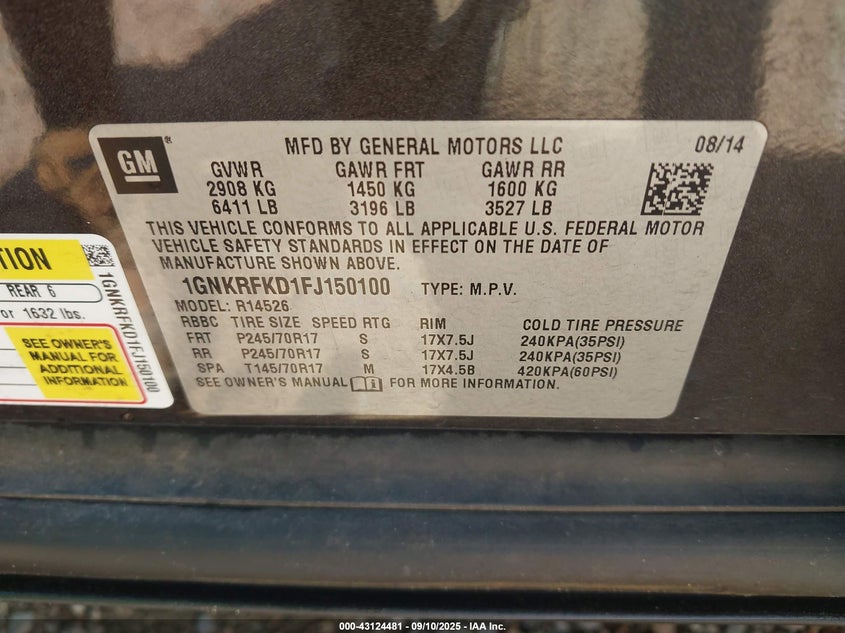 GM
MFD BY GENERAL MOTORS LLC 08/14
GVWR GAWR FRT GAWR RR
2908 KG 1450 KG 1600 KG
6411 LB 3196 LB 3527 LB
THIS VEHICLE CONFORMS TO ALL APPLICABLE U.S. FEDERAL MOTOR
VEHICLE SAFETY STANDARDS IN EFFECT ON THE DATE OF
MANUFACTURE SHOWN ABOVE.
1GNKRFKD1FJ150100 TYPE: M.P.V.
MODEL: R14526
RBBC TIRE SIZE SPEED RTG RIM COLD TIRE PRESSURE
FRT P245/70R17 S 17X7.5J 240KPA(35PSI)
RR P245/70R17 S 17X7.5J 240KPA(35PSI)
SPA T145/70R17 M 17X4.5B 420KPA(60PSI)
SEE OWNER'S MANUAL i FOR MORE INFORMATION.
REAR 6
or 1632 lbs.
SEE OWNER'S
MANUAL FOR
ADDITIONAL
INFORMATION
1GNKRFKD1FJ150100
000-43124481 - 09/10/2025 - IAA Inc.